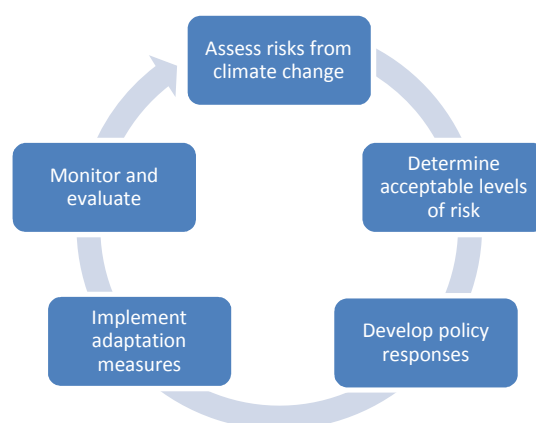 Assess risks from
climate change
Determine
acceptable levels
of risk
Develop policy
responses
Implement
adaptation
measures
Monitor and
evaluate